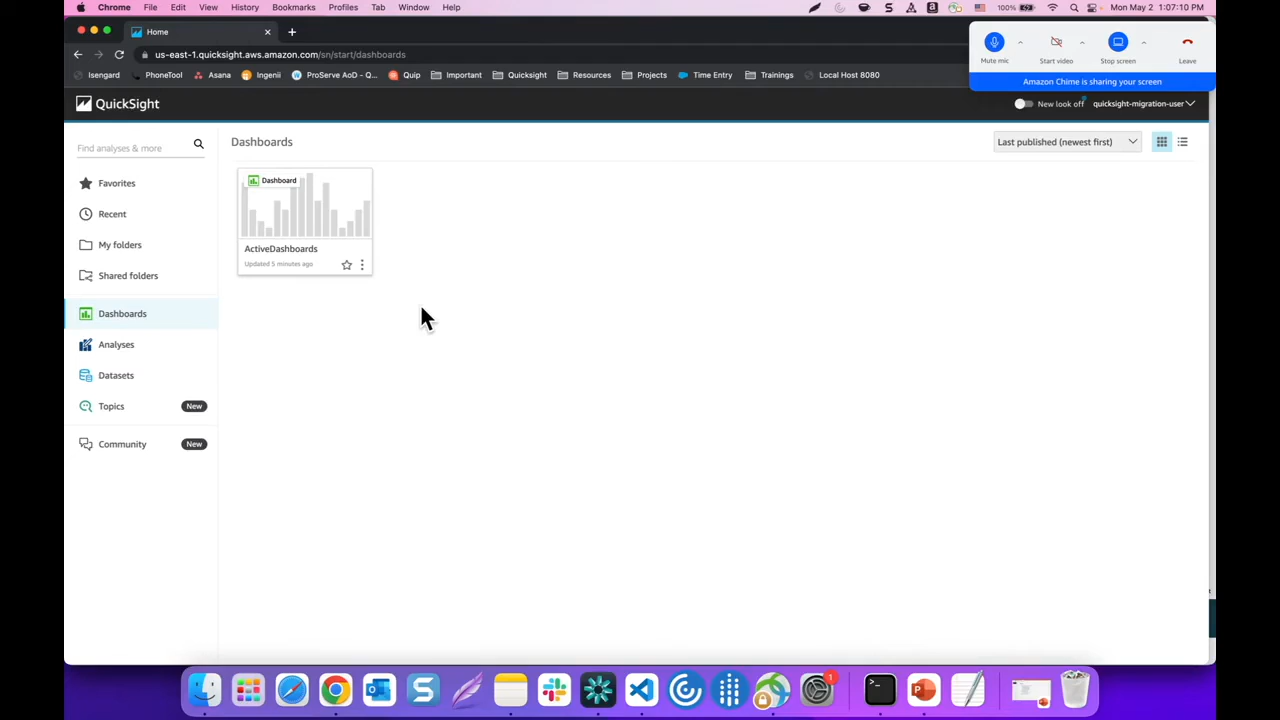 Chrome File Edit View History Bookmarks Profiles Tab Window Help 100% Mon May 2 1:07:10 PM
Home
us-east-1.quicksight.aws.amazon.com/sn/start/dashboards
Isengard PhoneTool Asana Ingenii ProServe AoD - Q... Quip Important Quicksight Resources Projects Time Entry Trainings Local Host 8080
Mute mic Start video Stop screen Leave
Amazon Chime is sharing your screen
QuickSight New look off quicksight-migration-user
Find analyses & more
Favorites
Recent
My folders
Shared folders
Dashboards
Analyses
Datasets
Topics New
Community New
Dashboards Last published (newest first)
Dashboard
ActiveDashboards
Updated 5 minutes ago
1